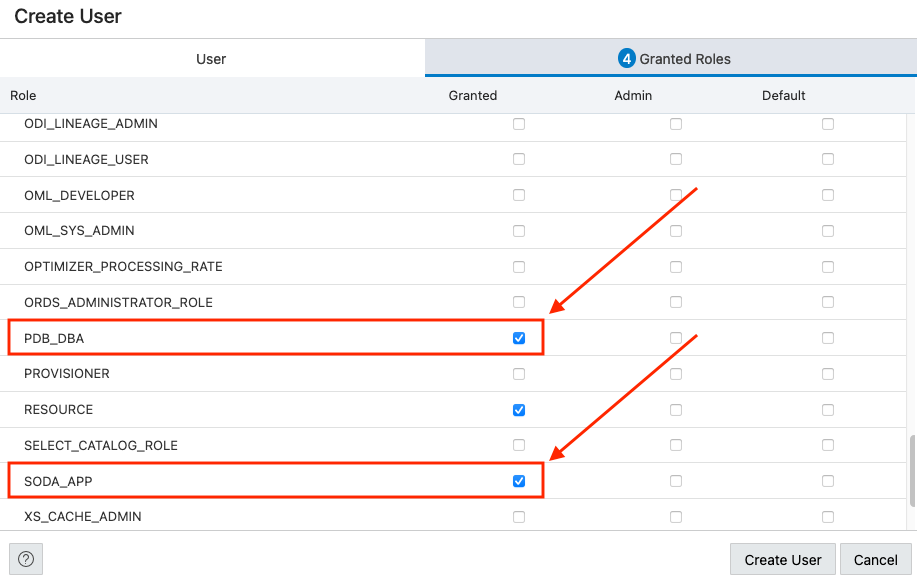 Create User
User
4 Granted Roles
Role Granted Admin Default
ODI_LINEAGE_ADMIN
ODI_LINEAGE_USER
OML_DEVELOPER
OML_SYS_ADMIN
OPTIMIZER_PROCESSING_RATE
ORDS_ADMINISTRATOR_ROLE
PDB_DBA
PROVISIONER
RESOURCE
SELECT_CATALOG_ROLE
SODA_APP
XS_CACHE_ADMIN
? Create User Cancel